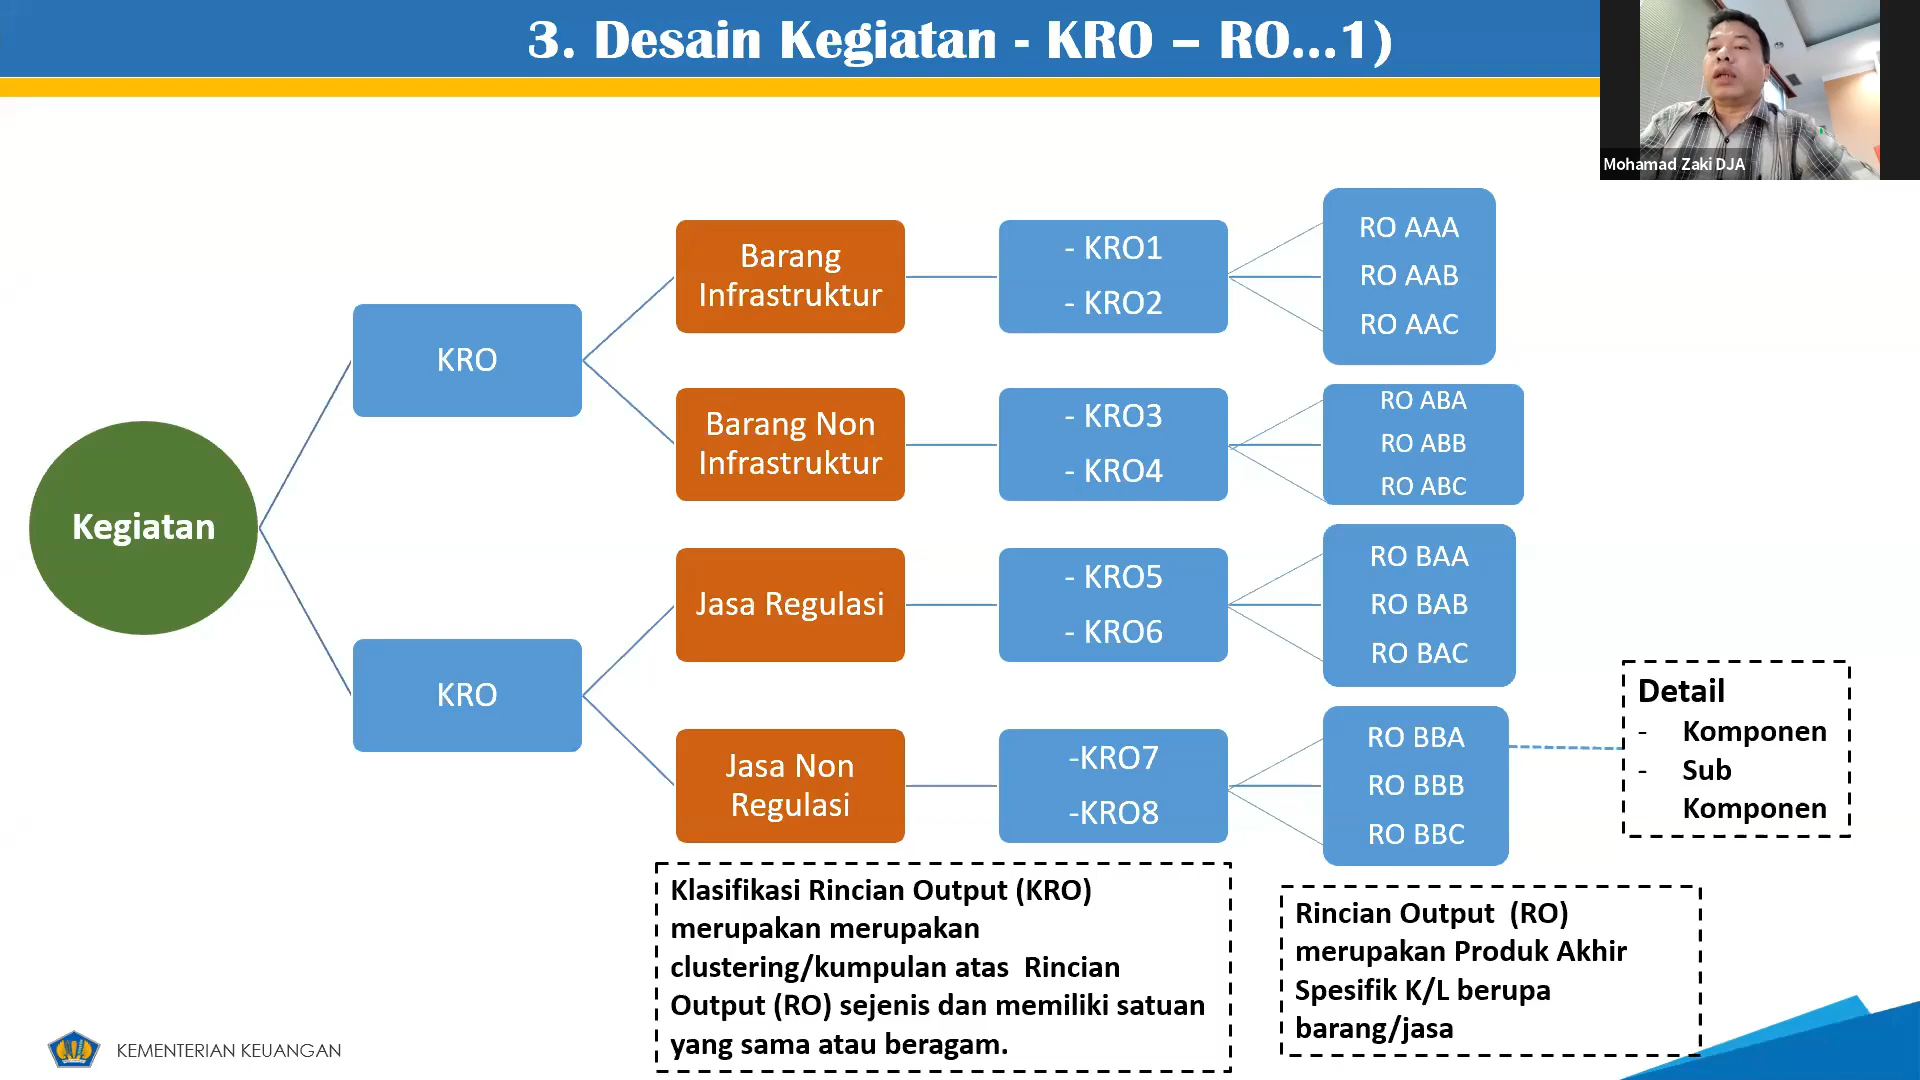 3. Desain Kegiatan - KRO – RO...1)
Mohamad Zaki DJA
Kegiatan
KRO
KRO
Barang
Infrastruktur
Barang Non
Infrastruktur
Jasa Regulasi
Jasa Non
Regulasi
- KRO1
- KRO2
- KRO3
- KRO4
- KRO5
- KRO6
-KRO7
-KRO8
RO AAA
RO AAB
RO AAC
RO ABA
RO ABB
RO ABC
RO BAA
RO BAB
RO BAC
RO BBA
RO BBB
RO BBC
Detail
- Komponen
- Sub
Komponen
Klasifikasi Rincian Output (KRO)
merupakan merupakan
clustering/kumpulan atas Rincian
Output (RO) sejenis dan memiliki satuan
yang sama atau beragam.
Rincian Output (RO)
merupakan Produk Akhir
Spesifik K/L berupa
barang/jasa
KEMENTERIAN KEUANGAN